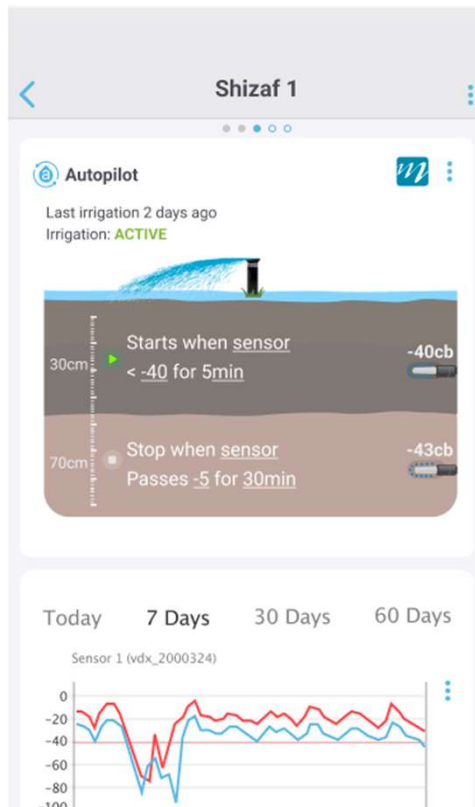 Shizaf 1
Autopilot
Last irrigation 2 days ago
Irrigation: ACTIVE
30cm
Starts when sensor
< -40 for 5min
-40cb
70cm
Stop when sensor
Passes -5 for 30min
-43cb
Today 7 Days 30 Days 60 Days
Sensor 1 (vdx_2000324)
0
-20
-40
-60
-80
-100